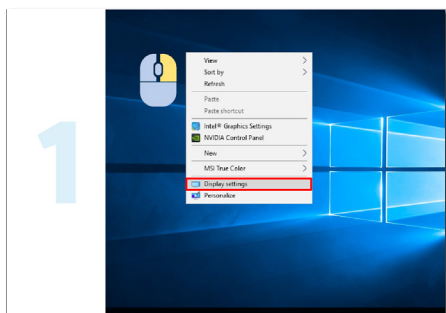 1
View
Sort by
Refresh
Paste
Paste shortcut
Intel® Graphics Settings
NVIDIA Control Panel
New
MSI True Color
Display settings
Personalize